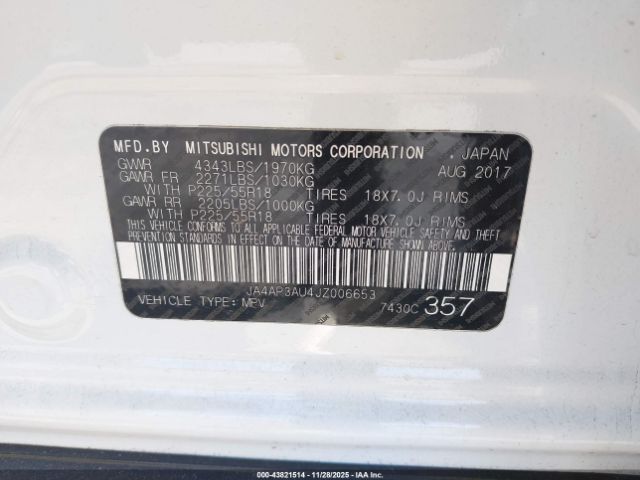 MFD.BY MITSUBISHI MOTORS CORPORATION . JAPAN
GVWR 4343LBS/1970KG AUG 2017
GAWR FR 2271LBS/1030KG
WITH P225/55R18 TIRES 18X7.0J RIMS
GAWR RR 2205LBS/1000KG
WITH P225/55R18 TIRES 18X7.0J RIMS
THIS VEHICLE CONFORMS TO ALL APPLICABLE FEDERAL MOTOR VEHICLE SAFETY AND THEFT
PREVENTION STANDARDS IN EFFECT ON THE DATE OF MANUFACTURE SHOWN ABOVE.
JA4AP3AU4JZ006653
VEHICLE TYPE: MPV 7430C 357
000-43821514 | 11/28/2025 | IAAI